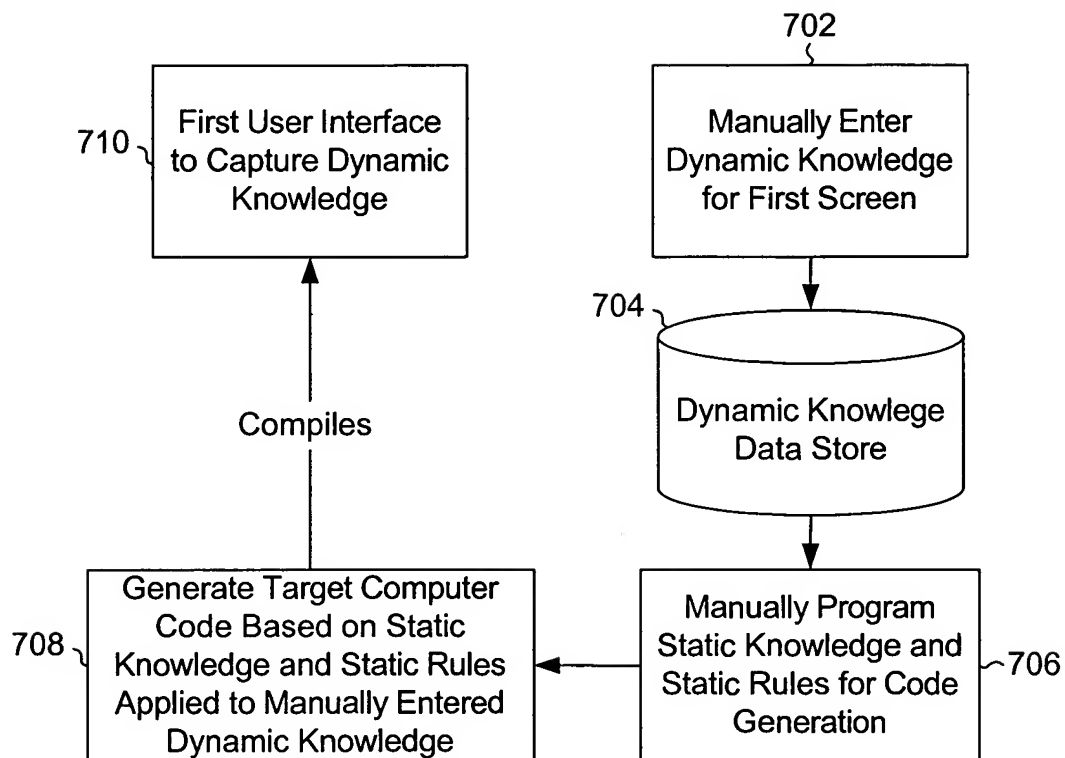 702
Manually Enter
Dynamic Knowledge
for First Screen
710
First User Interface
to Capture Dynamic
Knowledge
704
Dynamic Knowlege
Data Store
Compiles
708
Generate Target Computer
Code Based on Static
Knowledge and Static Rules
Applied to Manually Entered
Dynamic Knowledge
Manually Program
Static Knowledge and
Static Rules for Code
Generation
706